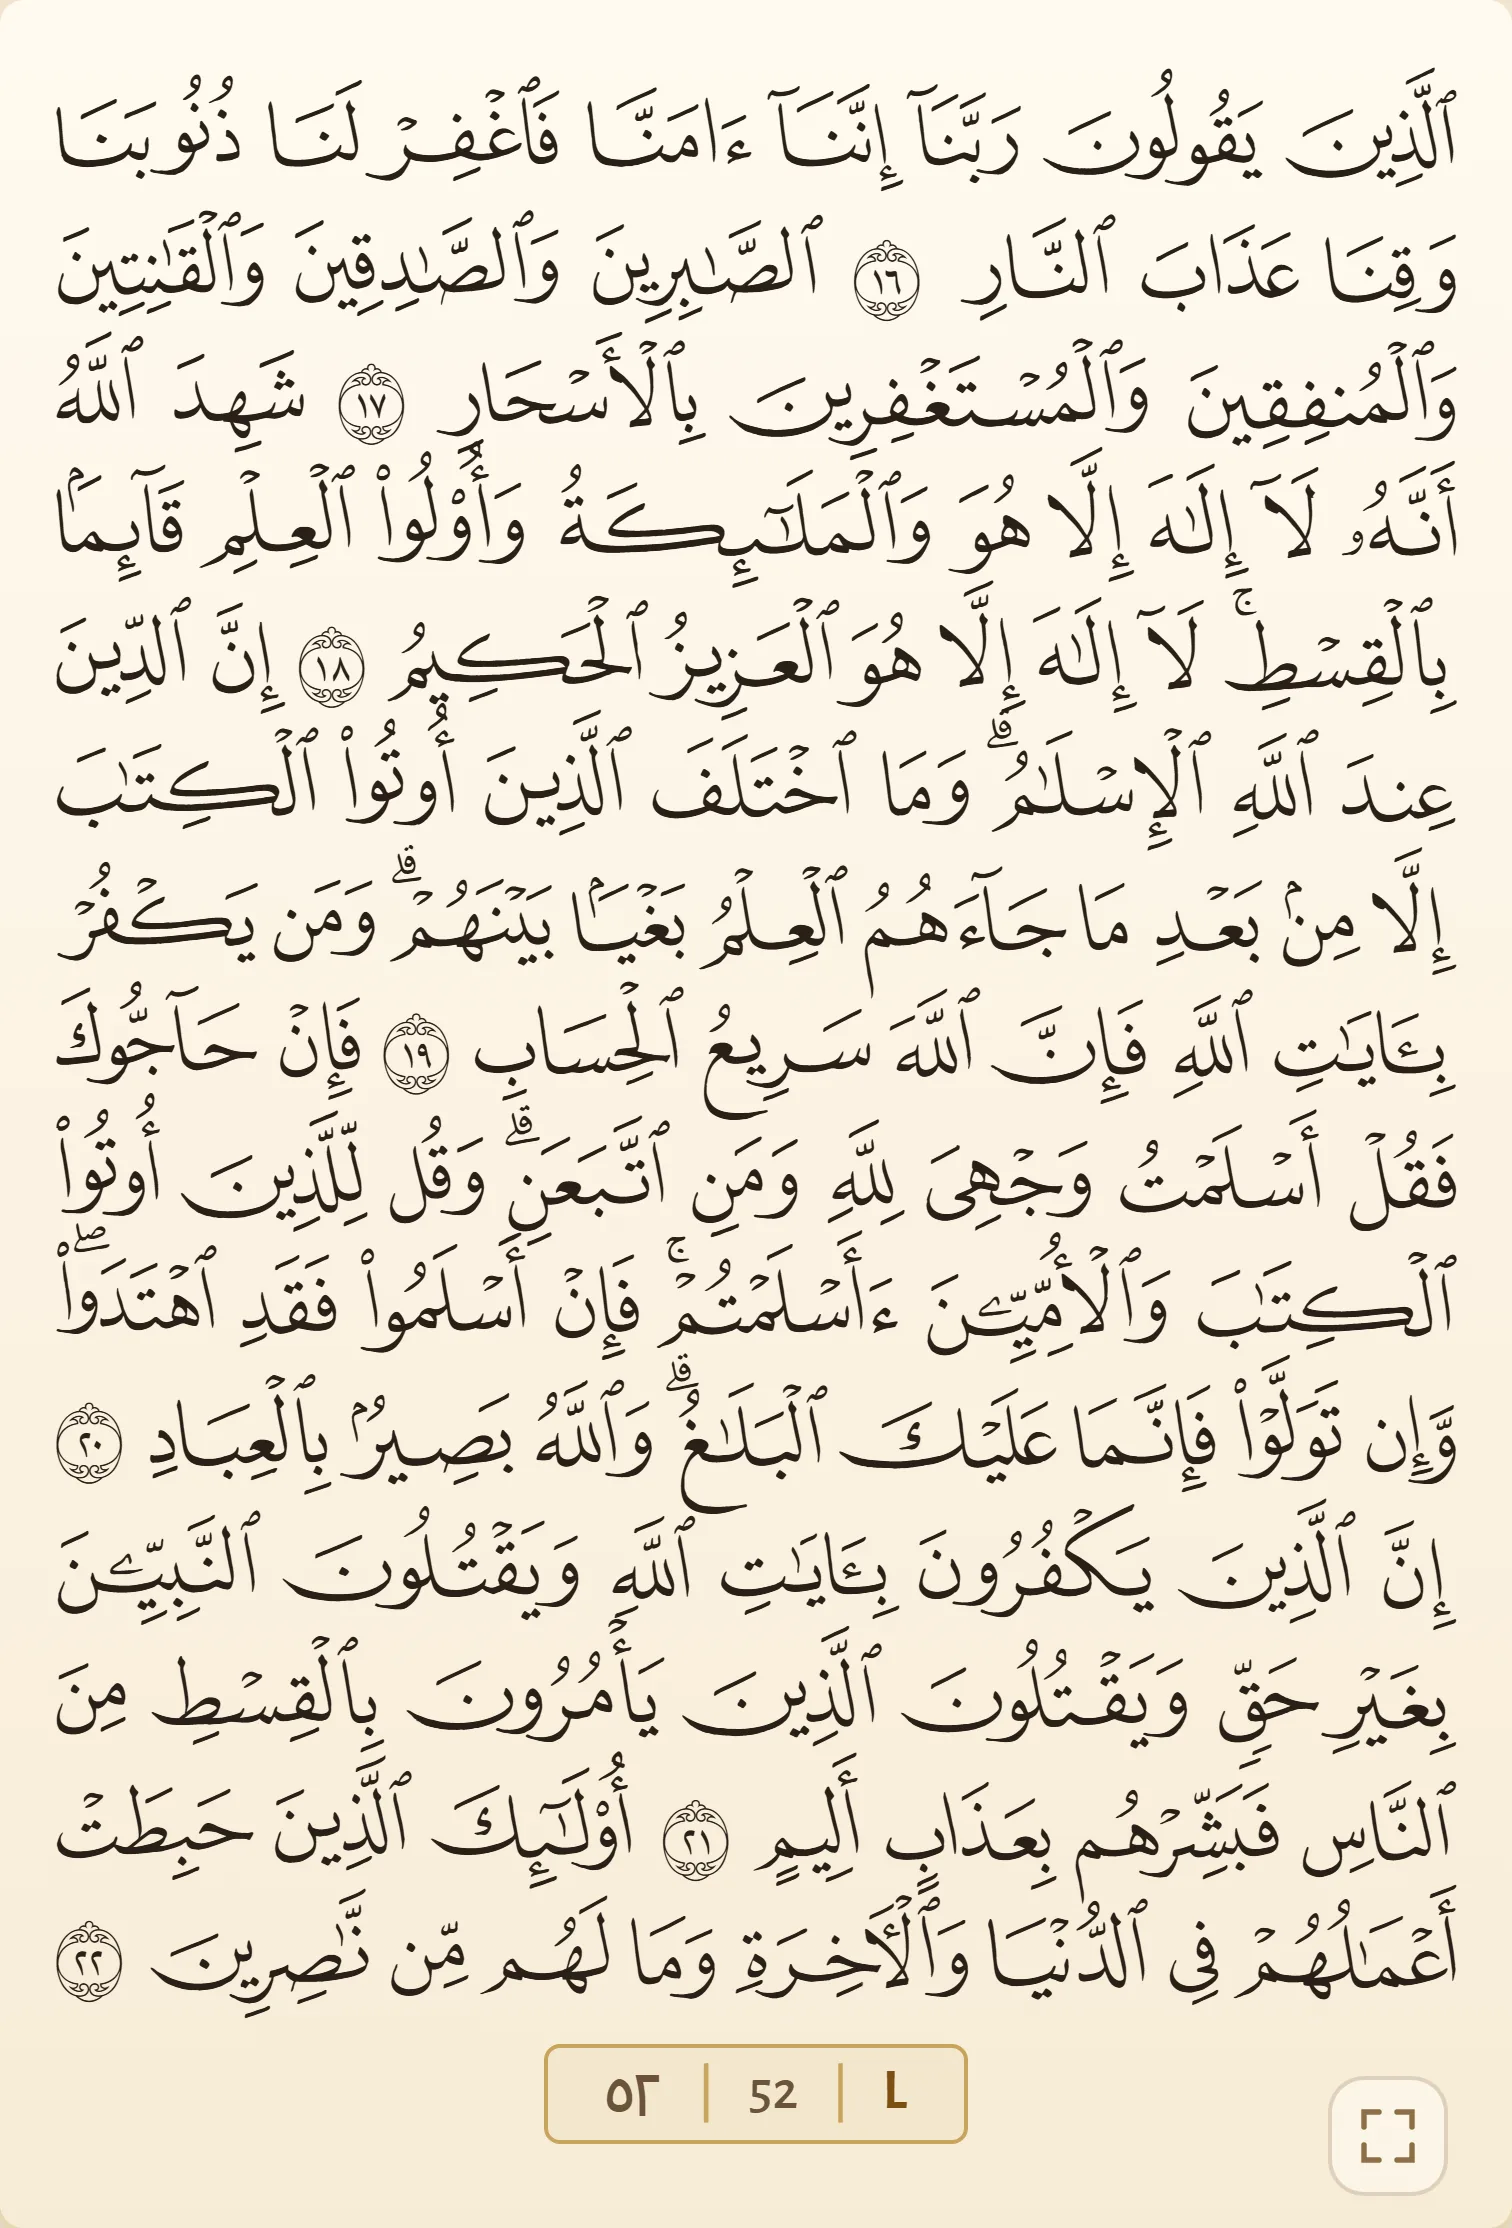 ٱلَّذِينَ يَقُولُونَ رَبَّنَآ إِنَّنَآ ءَامَنَّا فَٱغْفِرْ لَنَا ذُنُوبَنَا
وَقِنَا عَذَابَ ٱلنَّارِ ١٦ ٱلصَّٰبِرِينَ وَٱلصَّٰدِقِينَ وَٱلْقَٰنِتِينَ
وَٱلْمُنفِقِينَ وَٱلْمُسْتَغْفِرِينَ بِٱلْأَسْحَارِ ١٧ شَهِدَ ٱللَّهُ
أَنَّهُۥ لَآ إِلَٰهَ إِلَّا هُوَ وَٱلْمَلَٰٓئِكَةُ وَأُو۟لُوا۟ ٱلْعِلْمِ قَآئِمًۢا
بِٱلْقِسْطِ ۚ لَآ إِلَٰهَ إِلَّا هُوَ ٱلْعَزِيزُ ٱلْحَكِيمُ ١٨ إِنَّ ٱلدِّينَ
عِندَ ٱللَّهِ ٱلْإِسْلَٰمُ ۗ وَمَا ٱخْتَلَفَ ٱلَّذِينَ أُوتُوا۟ ٱلْكِتَٰبَ
إِلَّا مِنۢ بَعْدِ مَا جَآءَهُمُ ٱلْعِلْمُ بَغْيًۢا بَيْنَهُمْ ۗ وَمَن يَكْفُرْ
بِـَٔايَٰتِ ٱللَّهِ فَإِنَّ ٱللَّهَ سَرِيعُ ٱلْحِسَابِ ١٩ فَإِنْ حَآجُّوكَ
فَقُلْ أَسْلَمْتُ وَجْهِىَ لِلَّهِ وَمَنِ ٱتَّبَعَنِ ۗ وَقُل لِّلَّذِينَ أُوتُوا۟
ٱلْكِتَٰبَ وَٱلْأُمِّيِّـۧنَ ءَأَسْلَمْتُمْ ۚ فَإِنْ أَسْلَمُوا۟ فَقَدِ ٱهْتَدَوا۟ ۖ
وَّإِن تَوَلَّوْا۟ فَإِنَّمَا عَلَيْكَ ٱلْبَلَٰغُ ۗ وَٱللَّهُ بَصِيرٌۢ بِٱلْعِبَادِ ٢٠
إِنَّ ٱلَّذِينَ يَكْفُرُونَ بِـَٔايَٰتِ ٱللَّهِ وَيَقْتُلُونَ ٱلنَّبِيِّـۧنَ
بِغَيْرِ حَقٍّ وَيَقْتُلُونَ ٱلَّذِينَ يَأْمُرُونَ بِٱلْقِسْطِ مِنَ
ٱلنَّاسِ فَبَشِّرْهُم بِعَذَابٍ أَلِيمٍ ٢١ أُو۟لَٰٓئِكَ ٱلَّذِينَ حَبِطَتْ
أَعْمَٰلُهُمْ فِى ٱلدُّنْيَا وَٱلْـَٔاخِرَةِ وَمَا لَهُم مِّن نَّٰصِرِينَ ٢٢
٥٢ | 52 | L